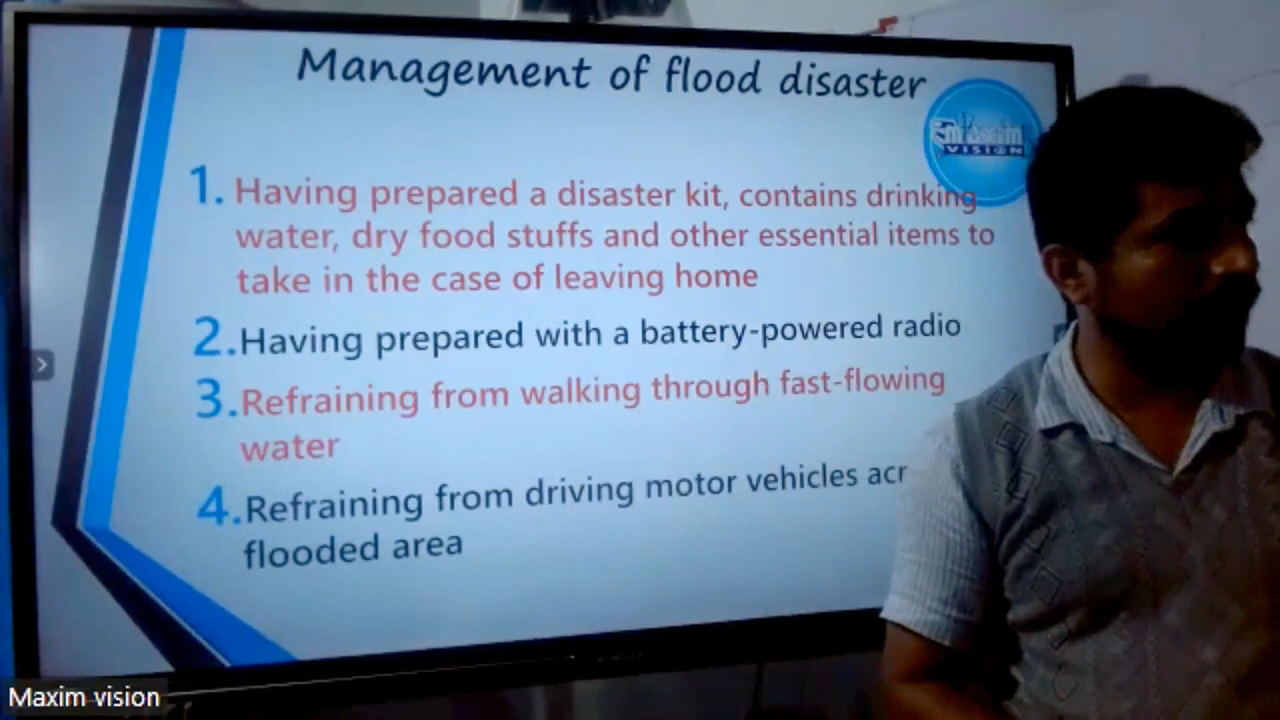 Management of flood disaster
Maxim
VISION
1. Having prepared a disaster kit, contains drinking
water, dry food stuffs and other essential items to
take in the case of leaving home
2. Having prepared with a battery-powered radio
3. Refraining from walking through fast-flowing
water
4. Refraining from driving motor vehicles acr
flooded area
Maxim vision